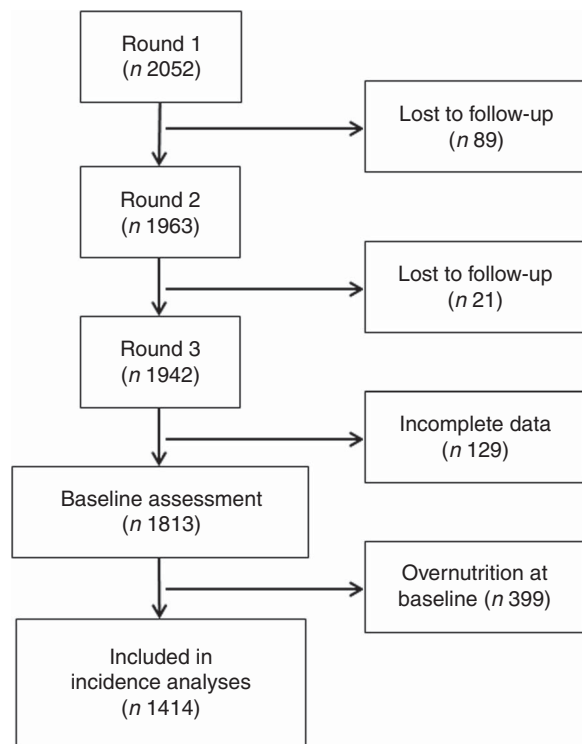 Round 1
(n 2052)
Lost to follow-up
(n 89)
Round 2
(n 1963)
Lost to follow-up
(n 21)
Round 3
(n 1942)
Incomplete data
(n 129)
Baseline assessment
(n 1813)
Overnutrition at
baseline (n 399)
Included in
incidence analyses
(n 1414)